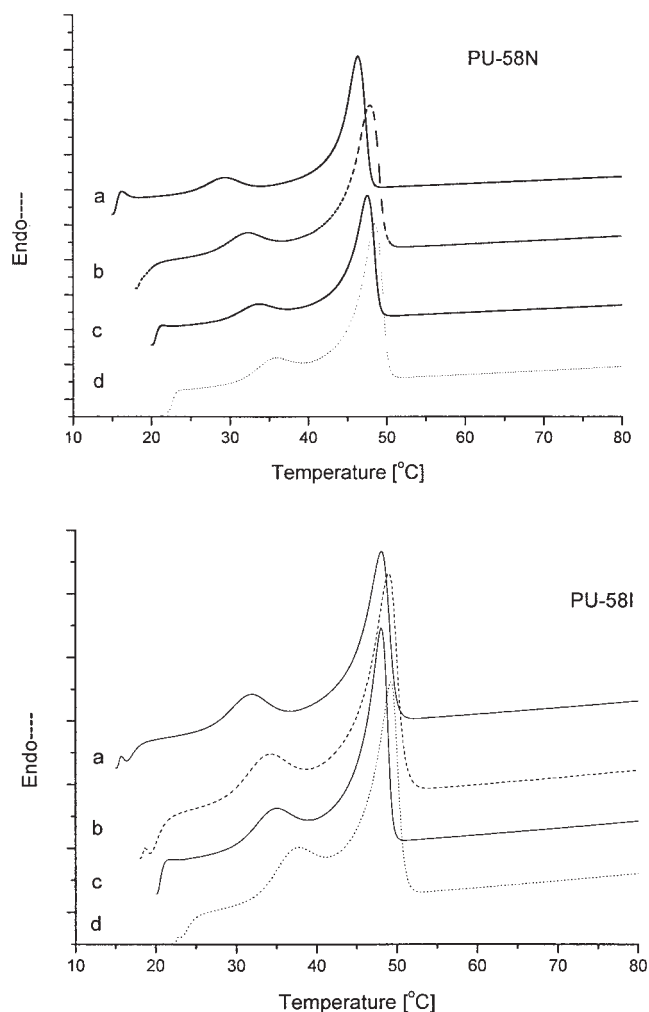 PU-58N
Endo----
a
b
c
d
10 20 30 40 50 60 70 80
Temperature [°C]
PU-58I
Endo----
a
b
c
d
10 20 30 40 50 60 70 80
Temperature [°C]